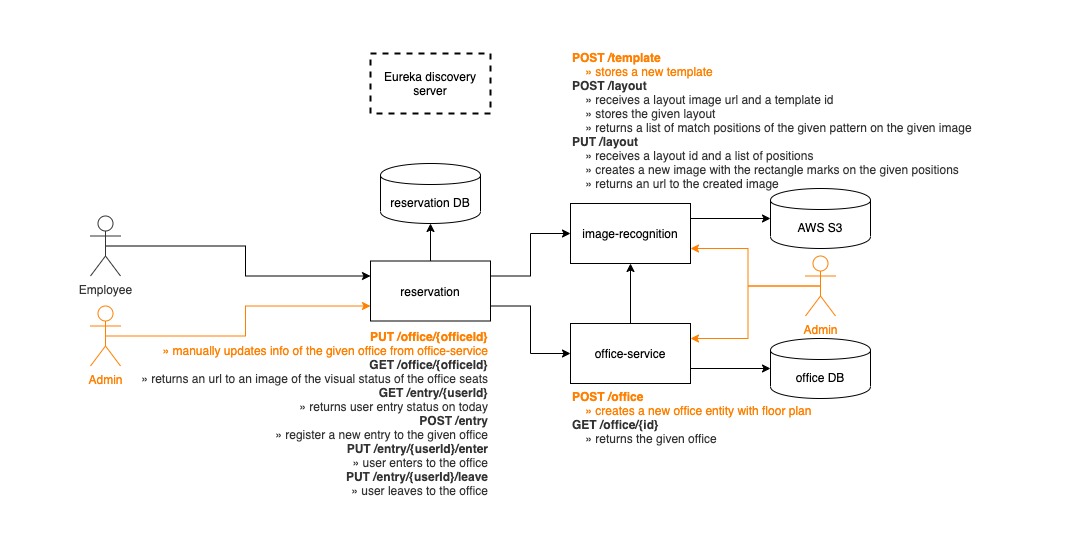 Eureka discovery
server
POST /template
» stores a new template
POST /layout
» receives a layout image url and a template id
» stores the given layout
» returns a list of match positions of the given pattern on the given image
PUT /layout
» receives a layout id and a list of positions
» creates a new image with the rectangle marks on the given positions
» returns an url to the created image
reservation DB
image-recognition
AWS S3
Employee
reservation
Admin
Admin
office-service
office DB
PUT /office/{officeId}
» manually updates info of the given office from office-service
GET /office/{officeId}
» returns an url to an image of the visual status of the office seats
GET /entry/{userId}
» returns user entry status on today
POST /entry
» register a new entry to the given office
PUT /entry/{userId}/enter
» user enters to the office
PUT /entry/{userId}/leave
» user leaves to the office
POST /office
» creates a new office entity with floor plan
GET /office/{id}
» returns the given office